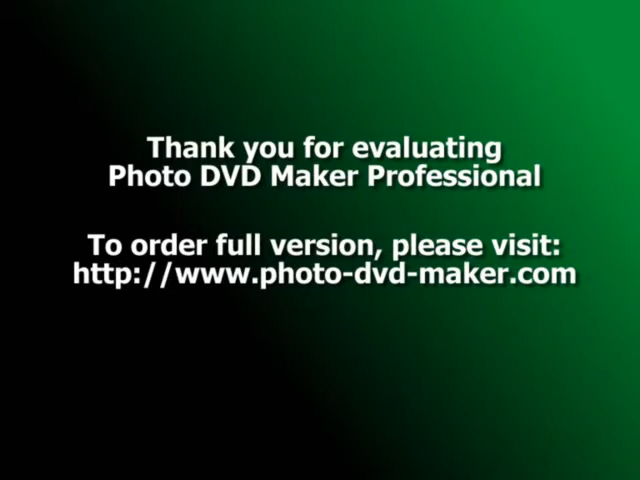 Thank you for evaluating
Photo DVD Maker Professional
To order full version, please visit:
http://www.photo-dvd-maker.com